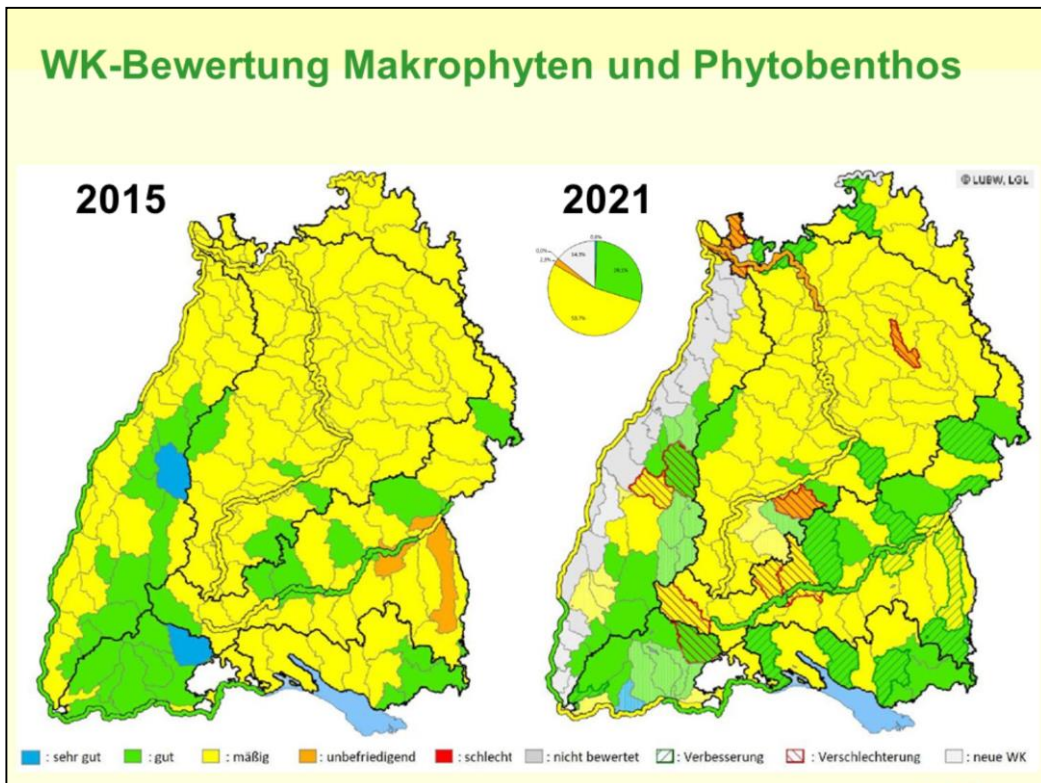 WK-Bewertung Makrophyten und Phytobenthos
2015
2021
© LUBW, LGL
: sehr gut
: gut
: mäßig
: unbefriedigend
: schlecht
: nicht bewertet
: Verbesserung
: Verschlechterung
: neue WK